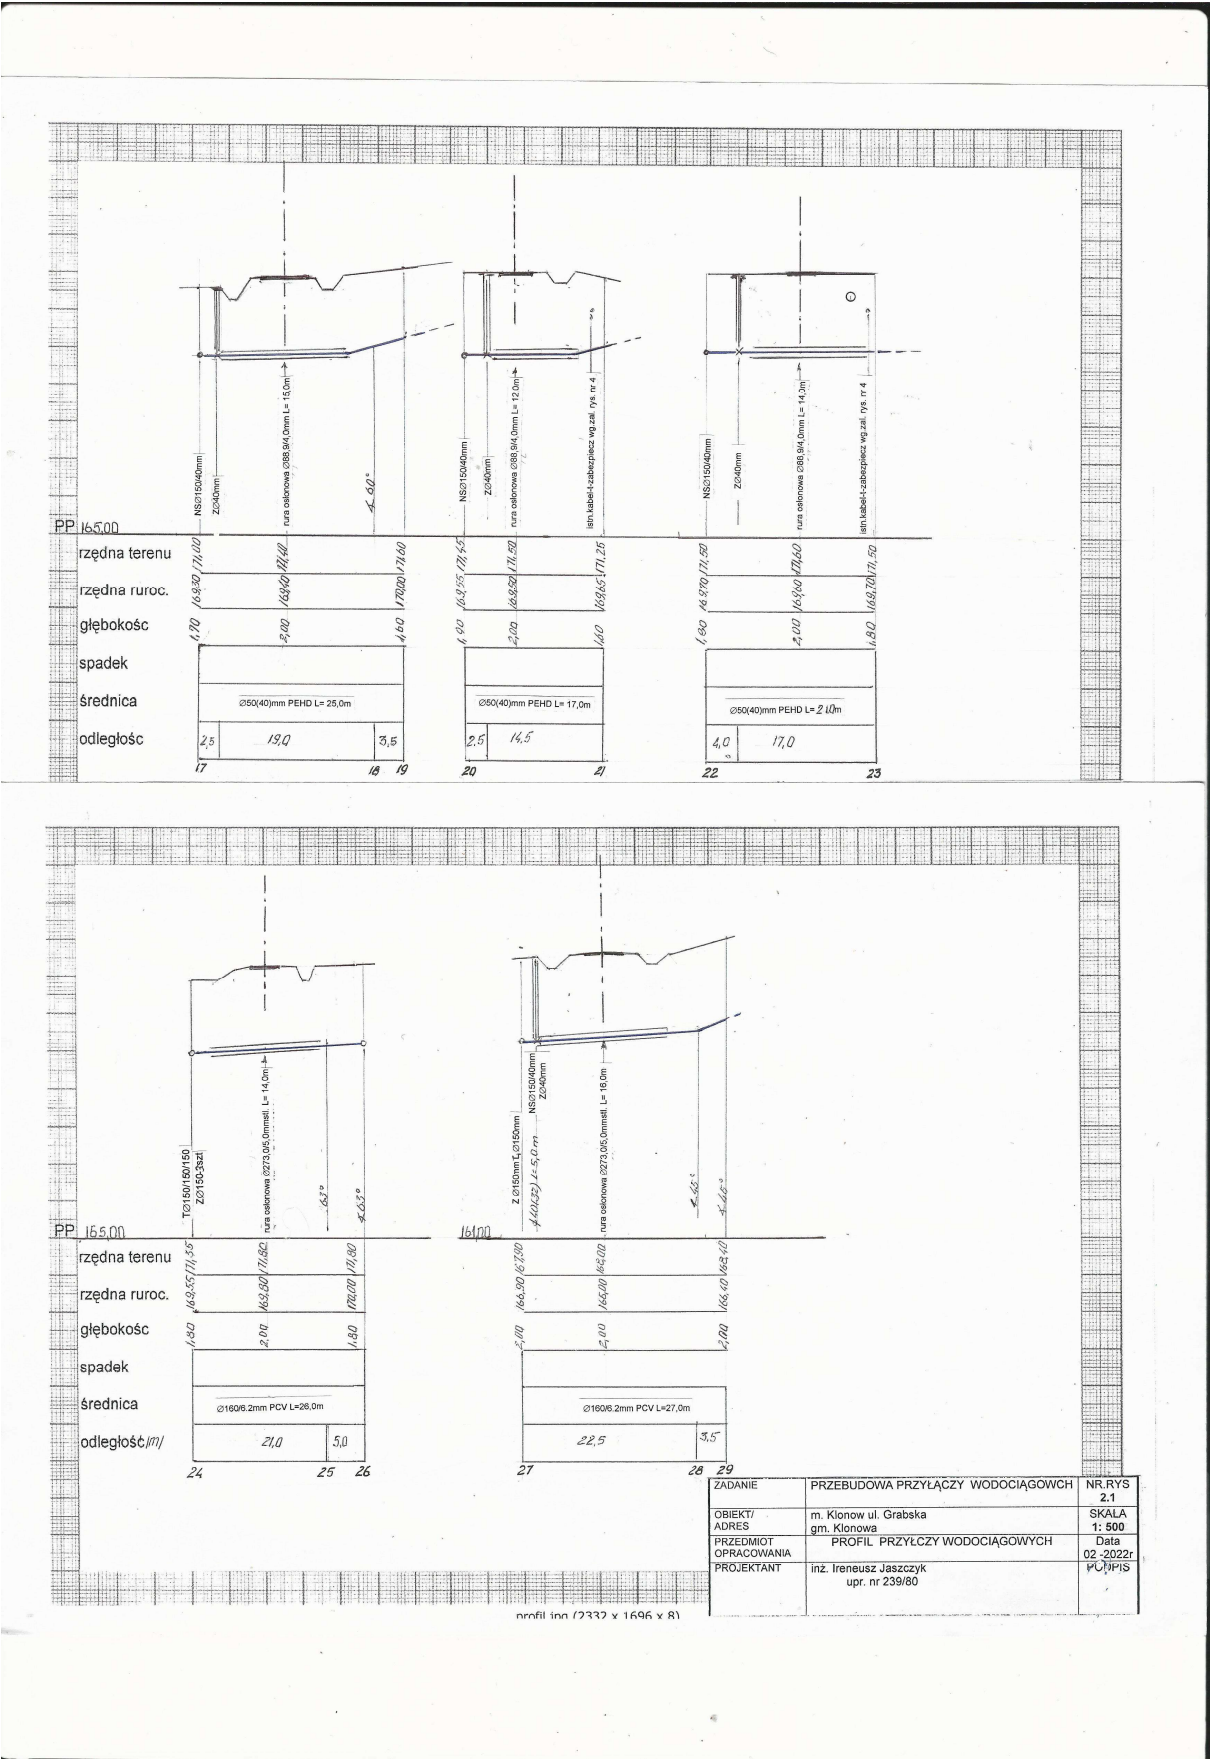 NSØ150/40mm
ZØ40mm
rura osłonowa Ø88,9/4,0mm L= 15,0m
∢ 60°
NSØ150/40mm
ZØ40mm
rura osłonowa Ø88,9/4,0mm L= 12.0m
istn.kabel-t-zabezpiecz wg.zal. rys. nr 4
NSØ150/40mm
ZØ40mm
rura osłonowa Ø88,9/4,0mm L= 14,0m
istn.kabel-t-zabezpiecz wg.zal. rys. nr 4
PP 165,00
rzędna terenu 171,00 171,40 171,60 171,45 171,50 171,25 171,50 171,60 171,50
rzędna ruroc. 169,30 169,40 170,00 169,55 169,50 169,65 169,70 169,60 169,70
głębokośc 1,70 2,00 1,60 1,90 2,00 1,60 1,80 2,00 1,80
spadek
średnica Ø50(40)mm PEHD L= 25,0m Ø50(40)mm PEHD L= 17,0m Ø50(40)mm PEHD L= 21,0m
odległośc 2,5 19,0 3,5 2,5 14,5 4,0 17,0
17 18 19 20 21 22 23
TØ150/150/150
ZØ150-3szt
rura osłonowa Ø273,0/5,0mmstl. L= 14,0m
∢ 63°
Z Ø150mm
NSØ150/40mm
ZØ40mm
rura osłonowa Ø273,0/5,0mmstl. L= 16,0m
∢ 45°
∢ 45°
PP 165,00 161,00
rzędna terenu 171,35 171,80 171,80 167,90 168,00 168,40
rzędna ruroc. 169,55 169,80 170,00 166,90 166,00 166,40
głębokośc 1,80 2,00 1,80 2,00 2,00 2,00
spadek
średnica Ø160/6.2mm PCV L=26,0m Ø160/6.2mm PCV L=27,0m
odległość/m/ 21,0 5,0 22,5 3,5
24 25 26 27 28 29
ZADANIE PRZEBUDOWA PRZYŁĄCZY WODOCIĄGOWCH NR.RYS
2.1
OBIEKT/ m. Klonow ul. Grabska SKALA
ADRES gm. Klonowa 1: 500
PRZEDMIOT PROFIL PRZYŁCZY WODOCIĄGOWYCH Data
OPRACOWANIA 02 -2022r
PROJEKTANT inż. Ireneusz Jaszczyk PODPIS
upr. nr 239/80
profil.jpg (2332 x 1696 x 8)